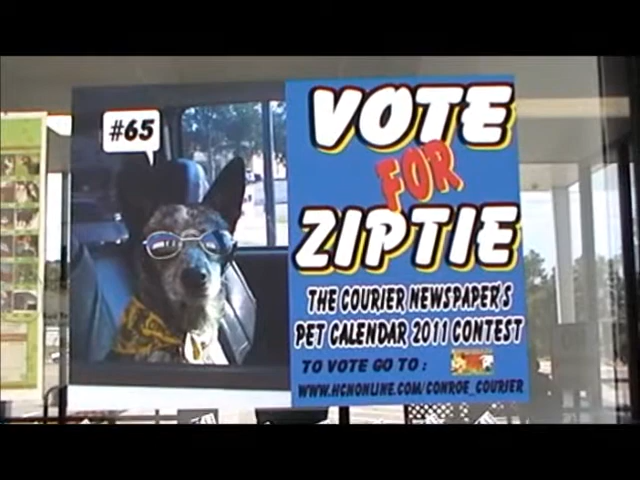 #65
VOTE
FOR
ZIPTIE
THE COURIER NEWSPAPER'S
PET CALENDAR 2011 CONTEST
TO VOTE GO TO:
WWW.HCNONLINE.COM/CONROE_COURIER